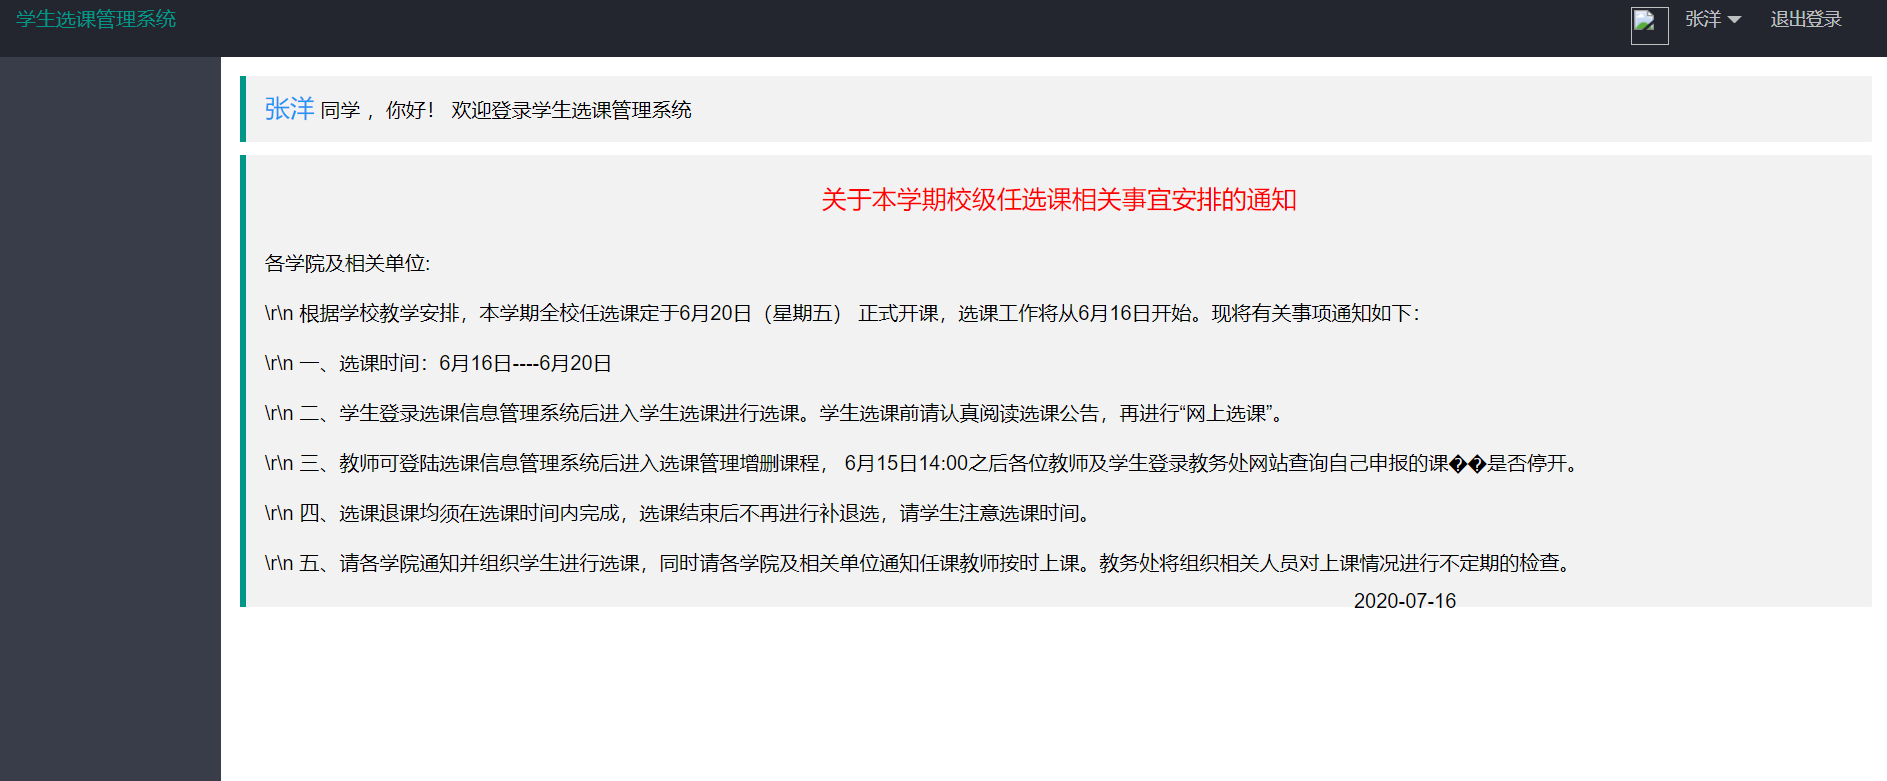 学生选课管理系统
张洋
退出登录
张洋 同学 ，你好！ 欢迎登录学生选课管理系统
关于本学期校级任选课相关事宜安排的通知
各学院及相关单位:
\r\n 根据学校教学安排，本学期全校任选课定于6月20日（星期五） 正式开课，选课工作将从6月16日开始。现将有关事项通知如下：
\r\n 一、选课时间：6月16日----6月20日
\r\n 二、学生登录选课信息管理系统后进入学生选课进行选课。学生选课前请认真阅读选课公告，再进行“网上选课”。
\r\n 三、教师可登陆选课信息管理系统后进入选课管理增删课程， 6月15日14:00之后各位教师及学生登录教务处网站查询自己申报的课��是否停开。
\r\n 四、选课退课均须在选课时间内完成，选课结束后不再进行补退选，请学生注意选课时间。
\r\n 五、请各学院通知并组织学生进行选课，同时请各学院及相关单位通知任课教师按时上课。教务处将组织相关人员对上课情况进行不定期的检查。
2020-07-16